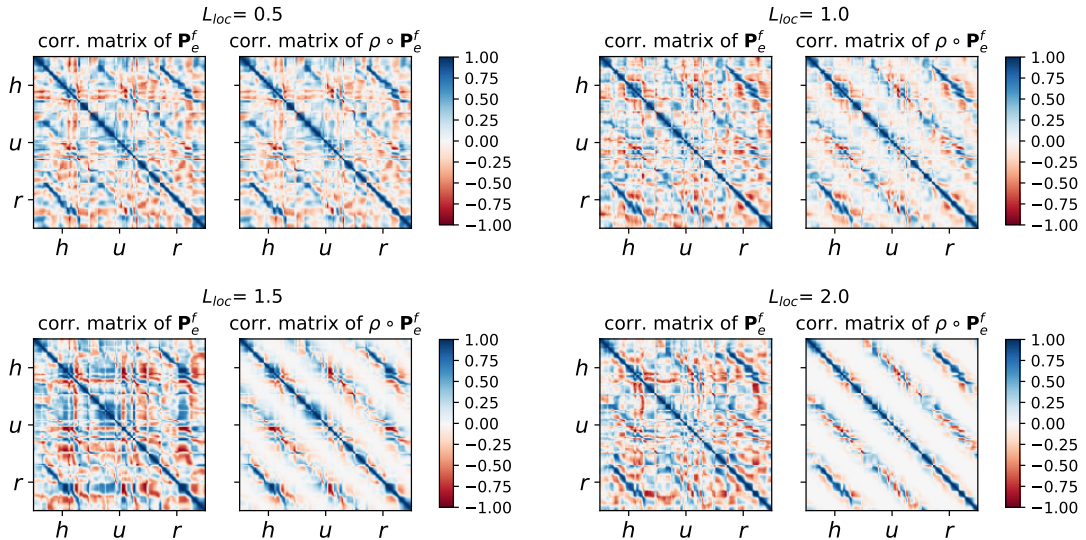 L_loc= 0.5
corr. matrix of P_e^f
corr. matrix of ρ ∘ P_e^f
h
u
r
h
u
r
h
u
r
1.00
0.75
0.50
0.25
0.00
−0.25
−0.50
−0.75
−1.00
L_loc= 1.0
corr. matrix of P_e^f
corr. matrix of ρ ∘ P_e^f
h
u
r
h
u
r
h
u
r
1.00
0.75
0.50
0.25
0.00
−0.25
−0.50
−0.75
−1.00
L_loc= 1.5
corr. matrix of P_e^f
corr. matrix of ρ ∘ P_e^f
h
u
r
h
u
r
h
u
r
1.00
0.75
0.50
0.25
0.00
−0.25
−0.50
−0.75
−1.00
L_loc= 2.0
corr. matrix of P_e^f
corr. matrix of ρ ∘ P_e^f
h
u
r
h
u
r
h
u
r
1.00
0.75
0.50
0.25
0.00
−0.25
−0.50
−0.75
−1.00